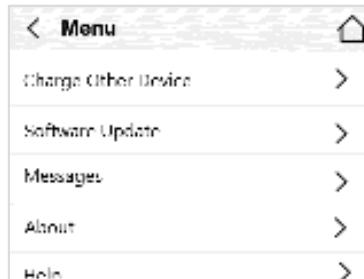 Menu
Charge Other Device
Software Update
Messages
About
Help